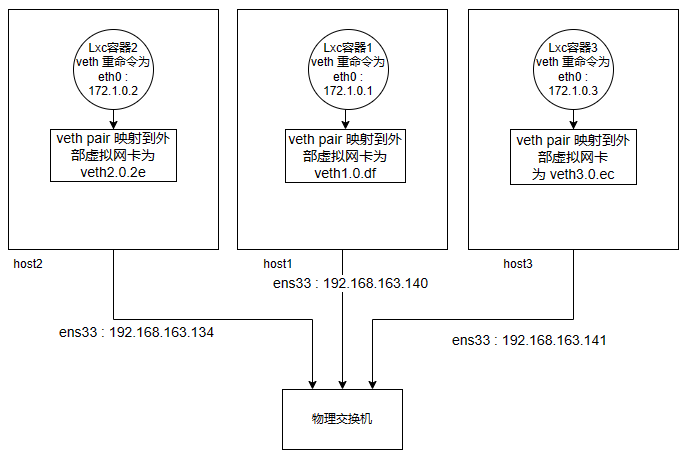 Lxc容器2
veth 重命令为
eth0 :
172.1.0.2
veth pair 映射到外
部虚拟网卡为
veth2.0.2e
host2
Lxc容器1
veth 重命令为
eth0 :
172.1.0.1
veth pair 映射到外
部虚拟网卡为
veth1.0.df
host1
Lxc容器3
veth 重命令为
eth0 :
172.1.0.3
veth pair 映射到外
部虚拟网卡
为 veth3.0.ec
host3
ens33 : 192.168.163.140
ens33 : 192.168.163.134
ens33 : 192.168.163.141
物理交换机